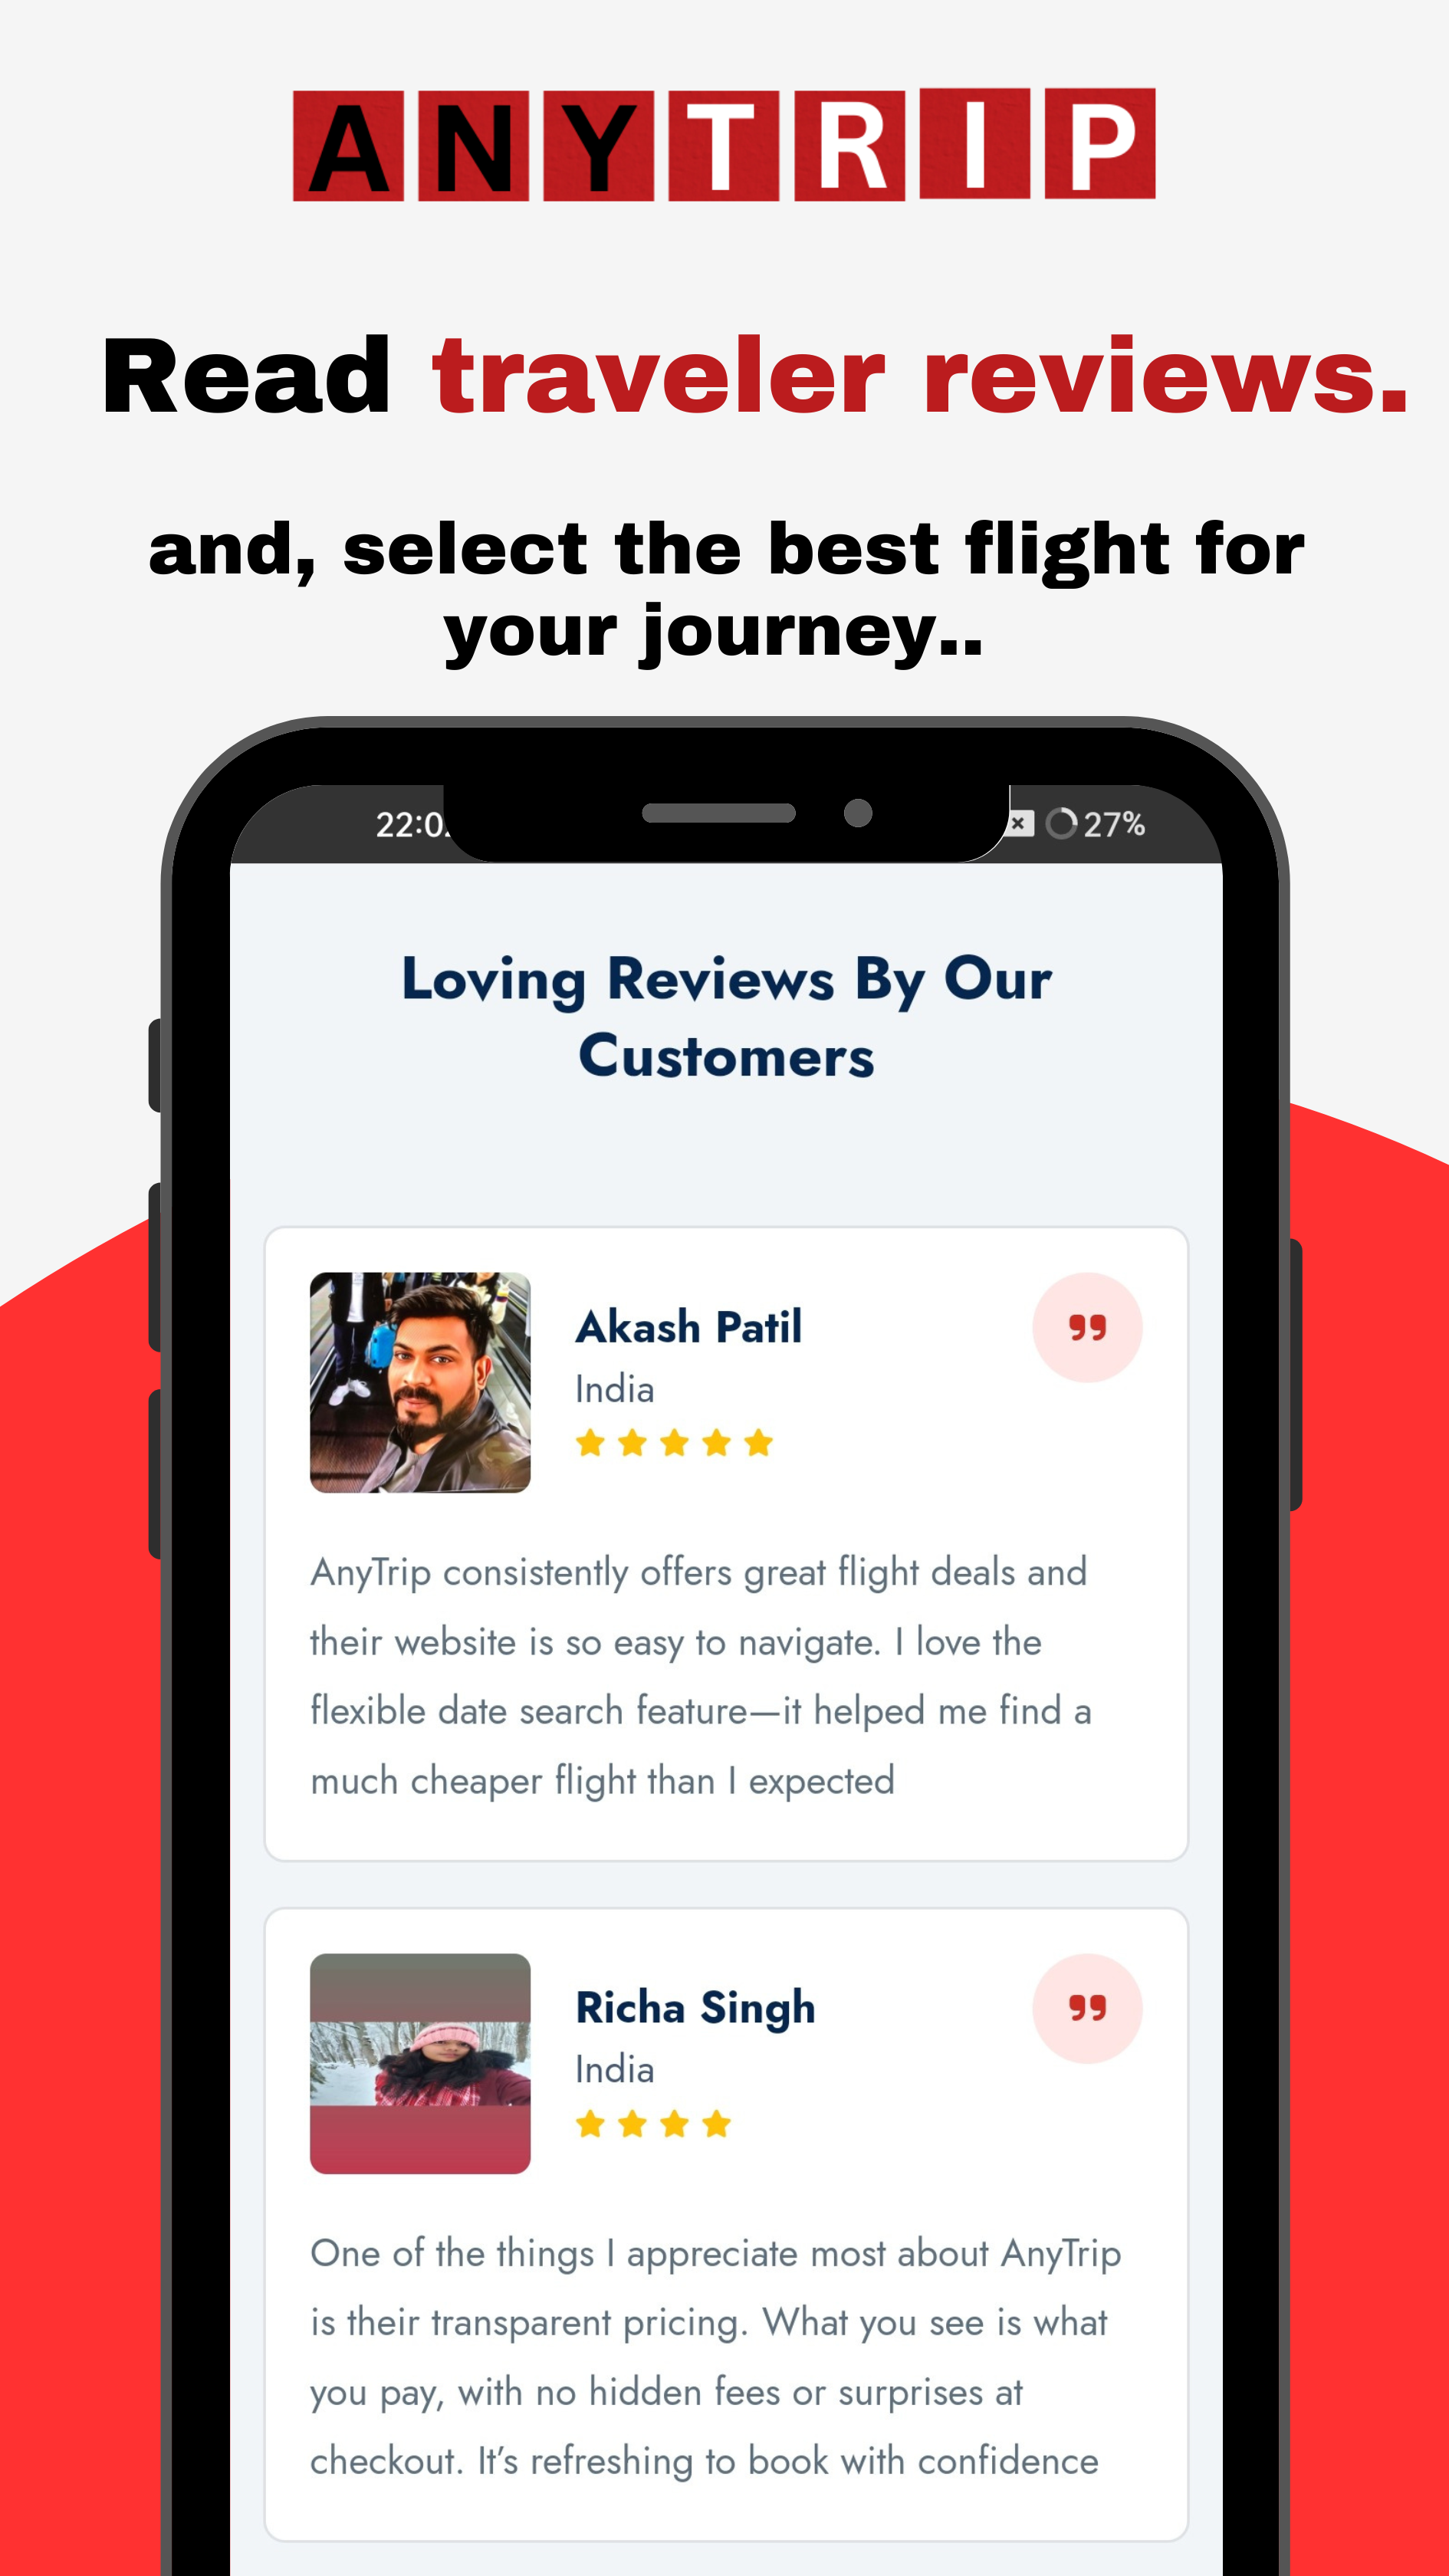 ANYTRIP
Read traveler reviews.
and, select the best flight for
your journey..
27%
Loving Reviews By Our
Customers
Akash Patil
India
AnyTrip consistently offers great flight deals and
their website is so easy to navigate. I love the
flexible date search feature—it helped me find a
much cheaper flight than I expected
Richa Singh
India
One of the things I appreciate most about AnyTrip
is their transparent pricing. What you see is what
you pay, with no hidden fees or surprises at
checkout. It’s refreshing to book with confidence